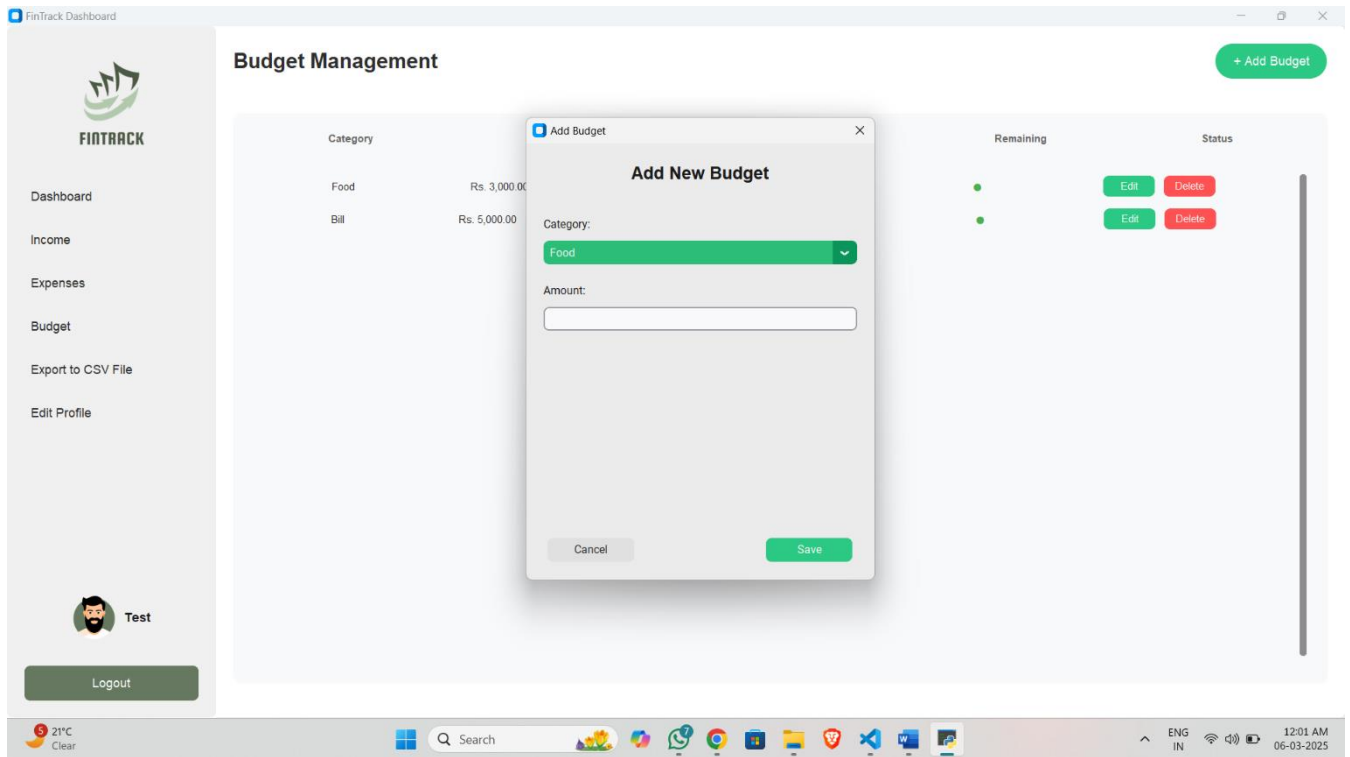 FinTrack Dashboard
Budget Management
+ Add Budget
FINTRACK
Dashboard
Income
Expenses
Budget
Export to CSV File
Edit Profile
Test
Logout
Category
Remaining
Status
Food
Rs. 3,000.00
Edit
Delete
Bill
Rs. 5,000.00
Edit
Delete
Add Budget
Add New Budget
Category:
Food
Amount:
Cancel
Save
5
21°C
Clear
Search
ENG
IN
12:01 AM
06-03-2025